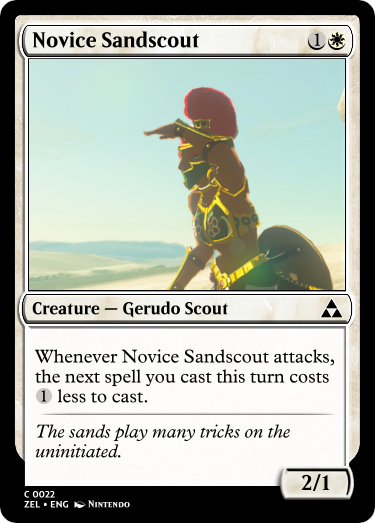 Novice Sandscout 1
Creature — Gerudo Scout
Whenever Novice Sandscout attacks,
the next spell you cast this turn costs
1 less to cast.
The sands play many tricks on the
uninitiated.
2/1
C 0022
ZEL • ENG Nintendo